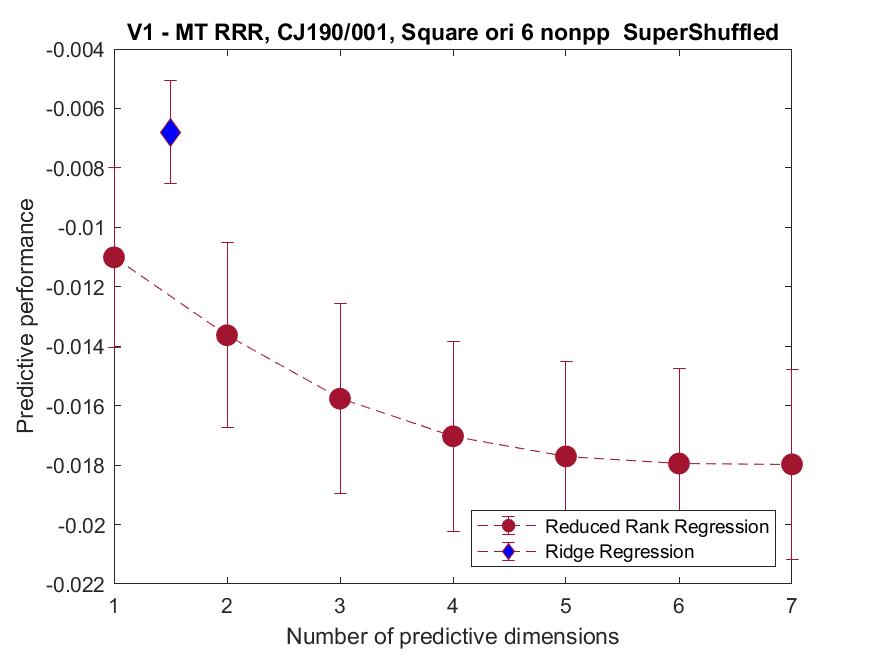 V1 - MT RRR, CJ190/001, Square ori 6 nonpp  SuperShuffled
-0.004
-0.006
-0.008
-0.01
-0.012
-0.014
-0.016
-0.018
-0.02
-0.022
Predictive performance
Reduced Rank Regression
Ridge Regression
1 2 3 4 5 6 7
Number of predictive dimensions